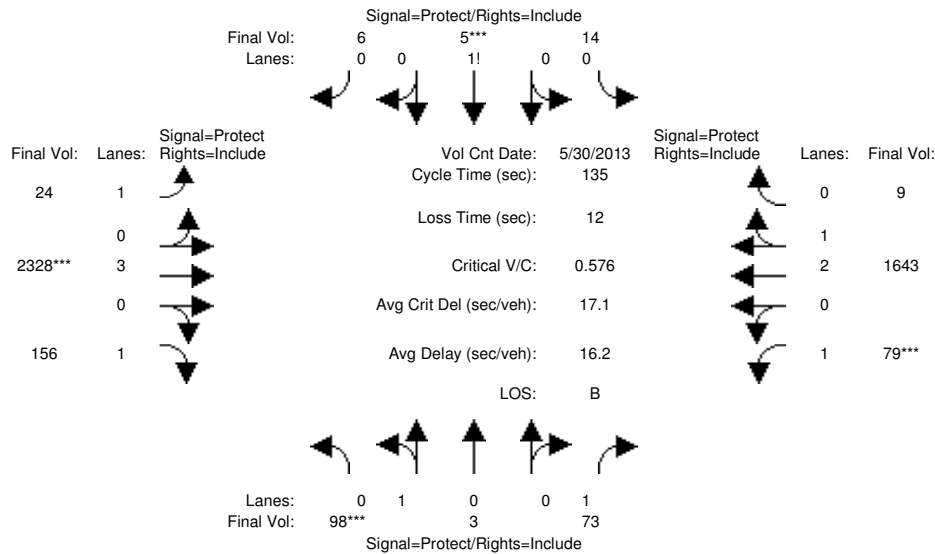 Signal=Protect/Rights=Include
Final Vol: 6 5*** 14
Lanes: 0 0 1! 0 0
Signal=Protect Signal=Protect
Final Vol: Lanes: Rights=Include Vol Cnt Date: 5/30/2013 Rights=Include Lanes: Final Vol:
Cycle Time (sec): 135
24 1 0 9
Loss Time (sec): 12
0 1
2328*** 3 Critical V/C: 0.576 2 1643
0 Avg Crit Del (sec/veh): 17.1 0
156 1 Avg Delay (sec/veh): 16.2 1 79***
LOS: B
Lanes: 0 1 0 0 1
Final Vol: 98*** 3 73
Signal=Protect/Rights=Include